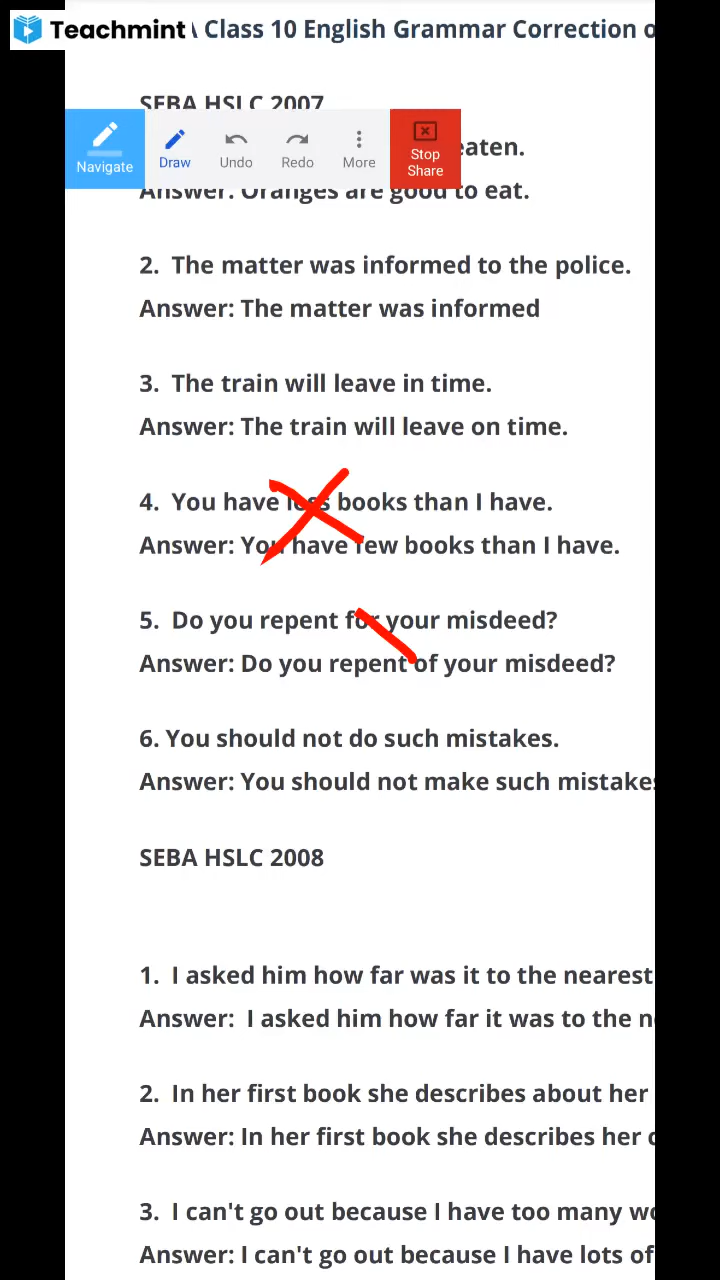 Teachmint
Class 10 English Grammar Correction
SEBA HSLC 2007
Navigate Draw Undo Redo More Stop Share
eaten.
Answer: Oranges are good to eat.
2. The matter was informed to the police.
Answer: The matter was informed
3. The train will leave in time.
Answer: The train will leave on time.
4. You have less books than I have.
Answer: You have few books than I have.
5. Do you repent for your misdeed?
Answer: Do you repent of your misdeed?
6. You should not do such mistakes.
Answer: You should not make such mistakes
SEBA HSLC 2008
1. I asked him how far was it to the nearest
Answer: I asked him how far it was to the
2. In her first book she describes about her
Answer: In her first book she describes her
3. I can't go out because I have too many
Answer: I can't go out because I have lots of